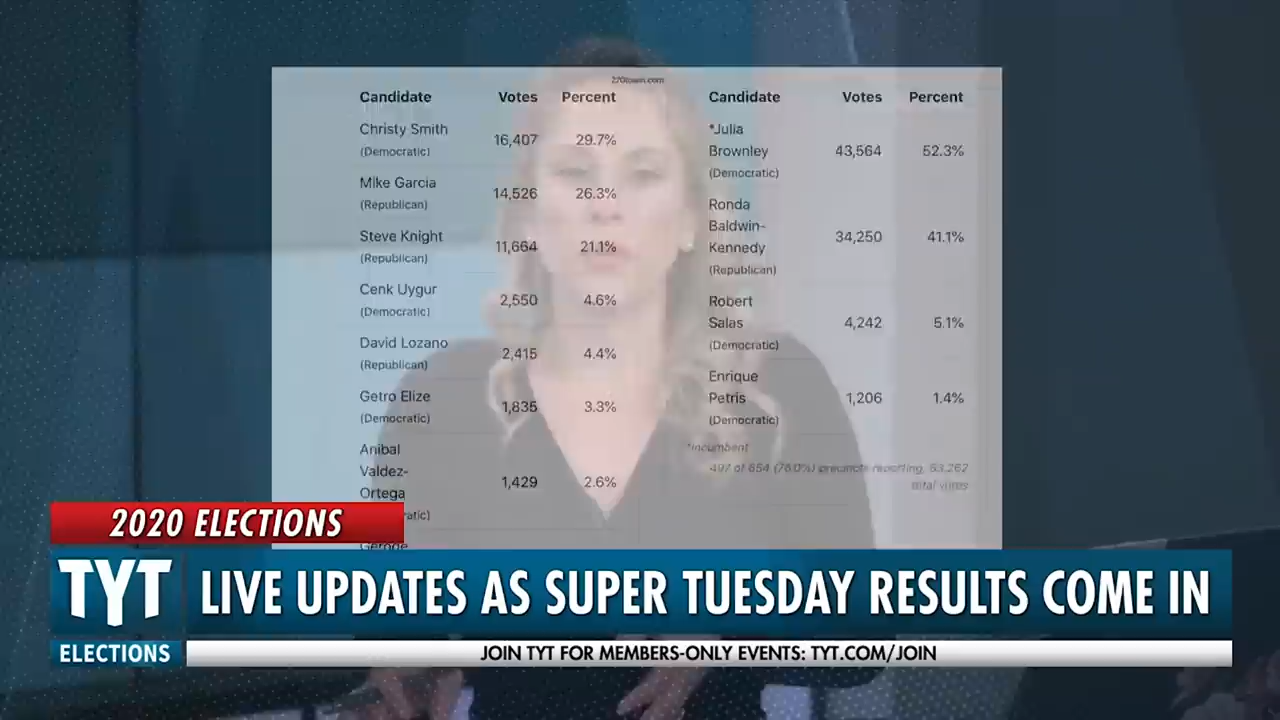 270towin.com
Candidate Votes Percent
Christy Smith 16,407 29.7%
(Democratic)
Mike Garcia 14,526 26.3%
(Republican)
Steve Knight 11,664 21.1%
(Republican)
Cenk Uygur 2,550 4.6%
(Democratic)
David Lozano 2,415 4.4%
(Republican)
Getro Elize 1,835 3.3%
(Democratic)
Anibal
Valdez- 1,429 2.6%
Ortega
Candidate Votes Percent
*Julia
Brownley 43,564 52.3%
(Democratic)
Ronda
Baldwin- 34,250 41.1%
Kennedy
(Republican)
Robert
Salas 4,242 5.1%
(Democratic)
Enrique
Petris 1,206 1.4%
(Democratic)
*Incumbent
497 of 654 (76.0%) precincts reporting, 83,262
total votes
2020 ELECTIONS
TYT LIVE UPDATES AS SUPER TUESDAY RESULTS COME IN
ELECTIONS JOIN TYT FOR MEMBERS-ONLY EVENTS: TYT.COM/JOIN